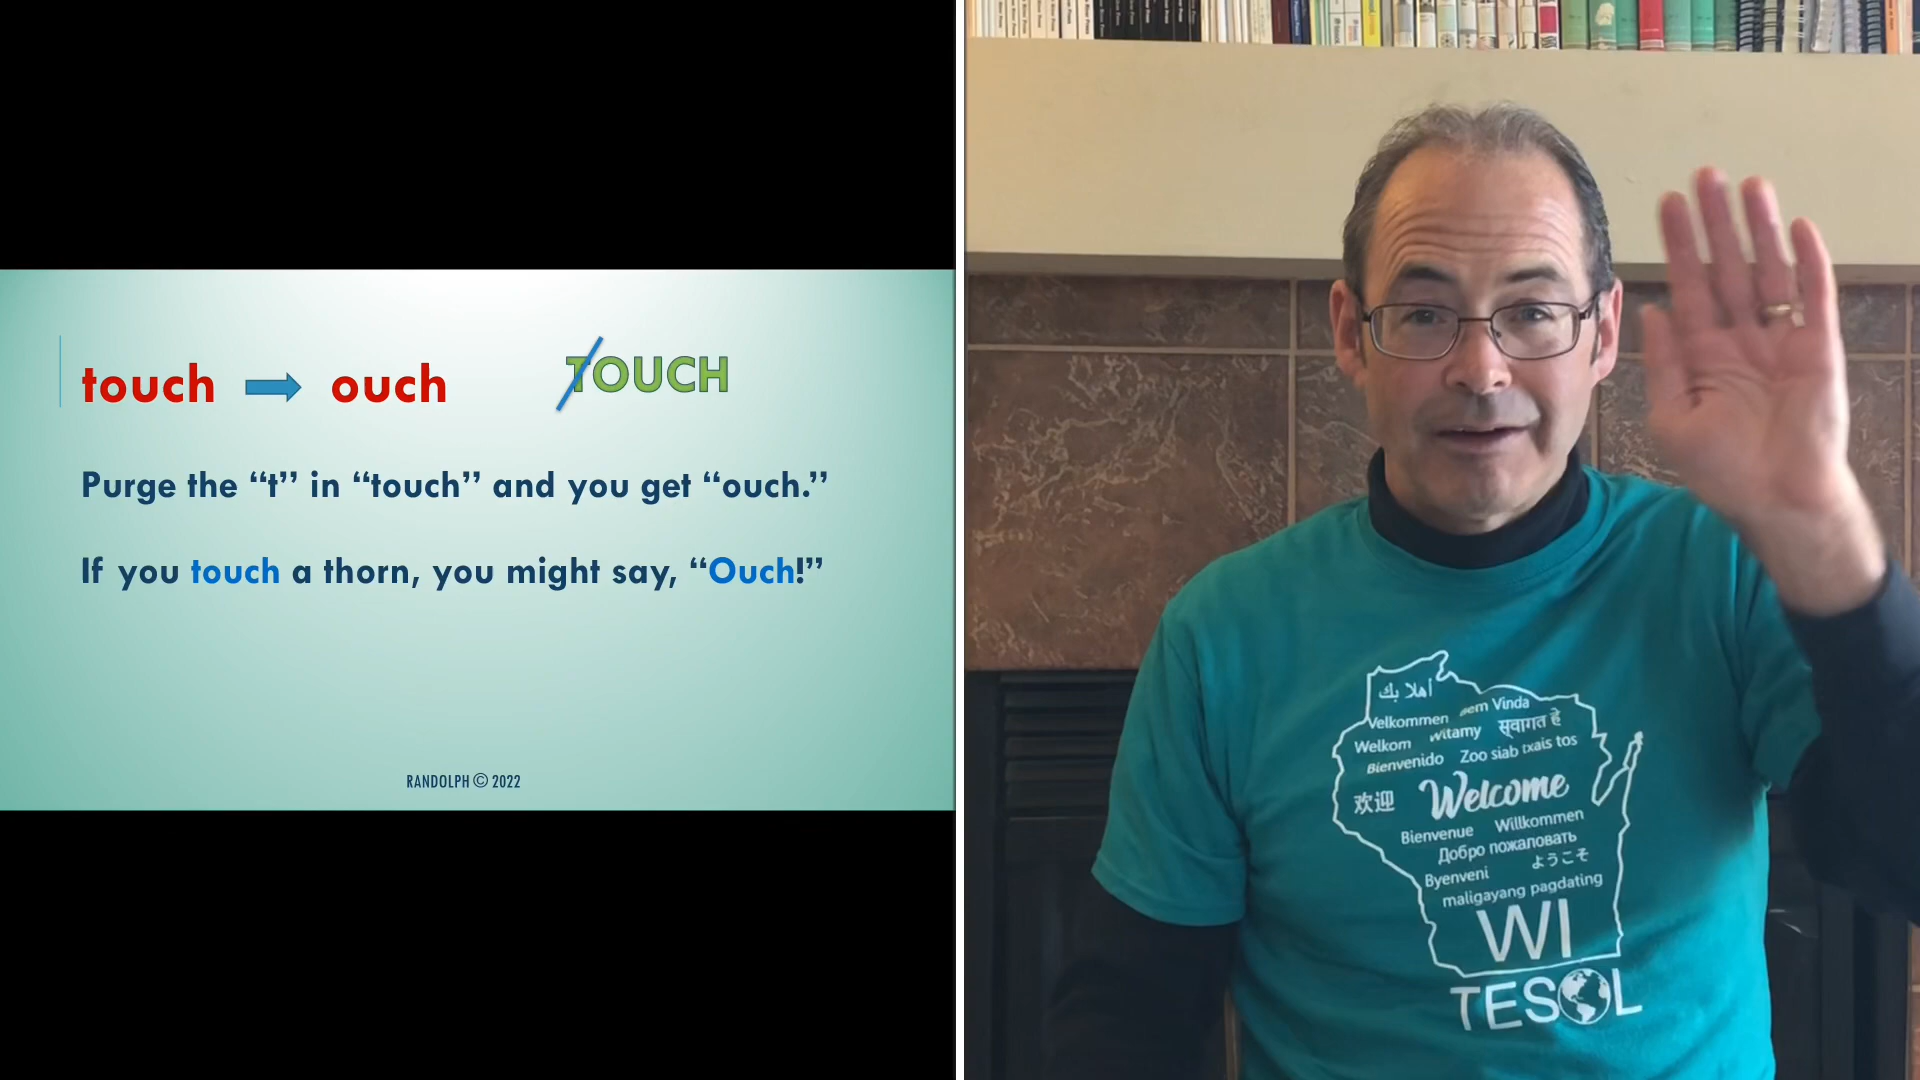 touch → ouch
TOUCH
Purge the “t” in “touch” and you get “ouch.”
If you touch a thorn, you might say, “Ouch!”
RANDOLPH © 2022
أهلا بك
Velkommen Bem Vinda
Welkom Witamy स्वागत हे
Bienvenido Zoo siab txais tos
欢迎 Welcome
Bienvenue Willkommen
Добро пожаловать
Byenveni ようこそ
maligayang pagdating
WI
TESOL